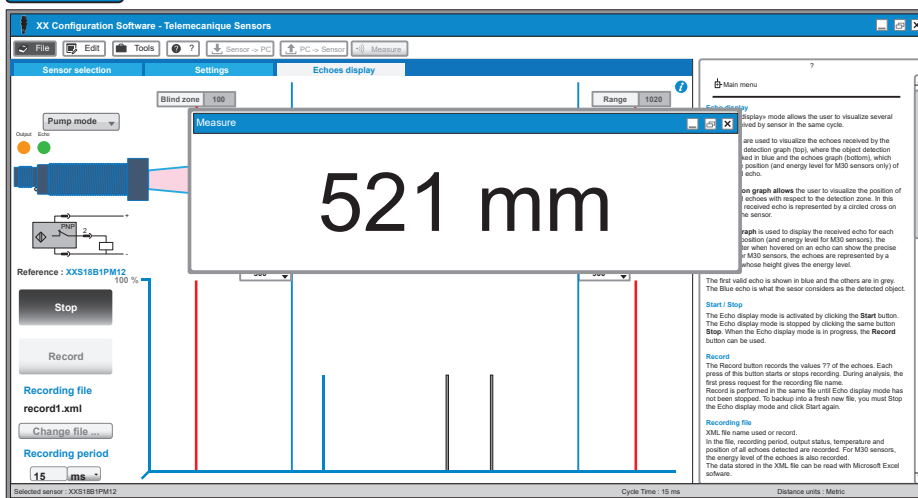 XX Configuration Software - Telemecanique Sensors
File Edit Tools ? Sensor -> PC PC -> Sensor Measure
Sensor selection Settings Echoes display
?
Main menu
Blind zone 100
Range 1020
i
Pump mode
Output Echo
PNP
2
+
-
Reference : XXS18B1PM12
100 %
Stop
Record
Recording file
record1.xml
Change file ...
Recording period
15 ms
Measure
521 mm
display» mode allows the user to visualize several
ived by sensor in the same cycle.
are used to visualize the echoes received by the
detection graph (top), where the object detection
ked in blue and the echoes graph (bottom), which
position (and energy level for M30 sensors only) of
l echo.
on graph allows the user to visualize the position of
echoes with respect to the detection zone. In this
received echo is represented by a circled cross on
he sensor.
raph is used to display the received echo for each
position (and energy level for M30 sensors). the
ter when hovered on an echo can show the precise
r M30 sensors, the echoes are represented by a
whose height gives the energy level.
The first valid echo is shown in blue and the others are in grey.
The Blue echo is what the sesor considers as the detected object.
Start / Stop
The Echo display mode is activated by clicking the Start button.
The Echo display mode is stopped by clicking the same button
Stop. When the Echo display mode is in progress, the Record
button can be used.
Record
The Record button records the values ?? of the echoes. Each
press of this button starts or stops recording. During analysis, the
first press request for the recording file name.
Record is performed in the same file until Echo display mode has
not been stopped. To backup into a fresh new file, you must Stop
the Echo display mode and click Start again.
Recording file
XML file name used or record.
In the file, recording period, output status, temperature and
position of all echoes detected are recorded. For M30 sensors,
the energy level of the echoes is also recorded.
The data stored in the XML file can be read with Microsoft Excel
sofware.
Selected sensor : XXS18B1PM12
Cycle Time : 15 ms
Distance units : Metric